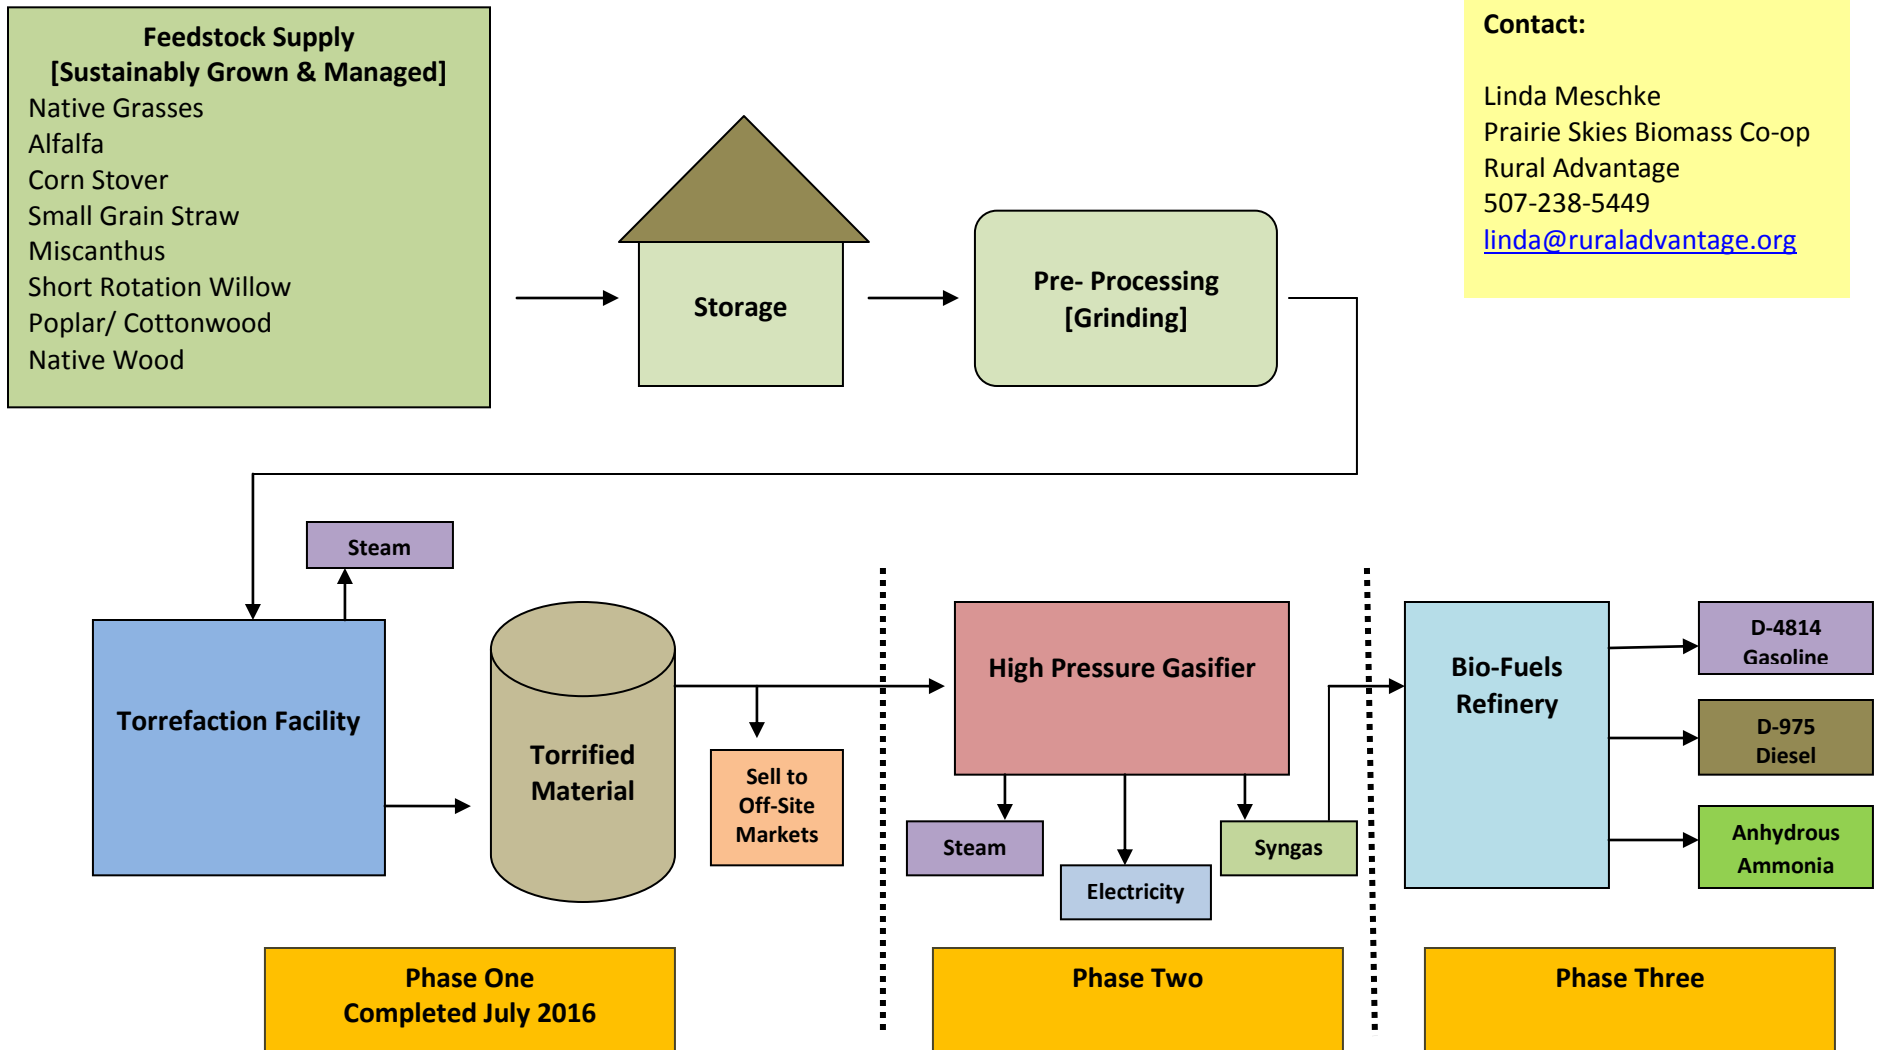 Feedstock Supply
[Sustainably Grown & Managed]
Native Grasses
Alfalfa
Corn Stover
Small Grain Straw
Miscanthus
Short Rotation Willow
Poplar/ Cottonwood
Native Wood
Storage
Pre- Processing
[Grinding]
Contact:
Linda Meschke
Prairie Skies Biomass Co-op
Rural Advantage
507-238-5449
linda@ruraladvantage.org
Steam
Torrefaction Facility
Torrified
Material
Sell to
Off-Site
Markets
High Pressure Gasifier
Steam
Electricity
Syngas
Bio-Fuels
Refinery
D-4814
Gasoline
D-975
Diesel
Anhydrous
Ammonia
Phase One
Completed July 2016
Phase Two
Phase Three